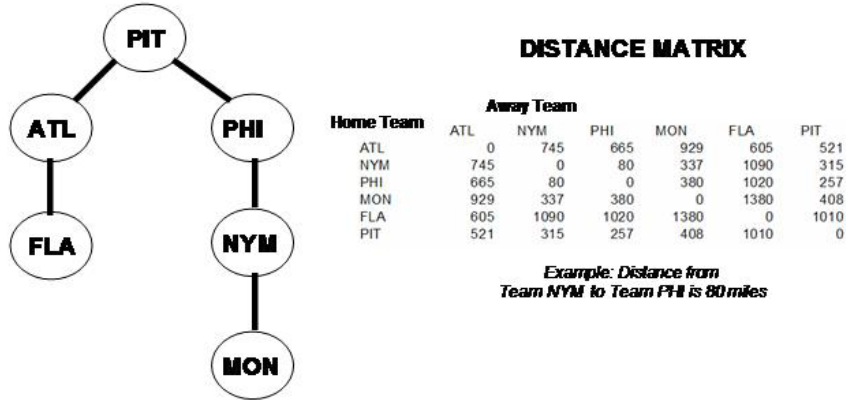 PIT
ATL
PHI
FLA
NYM
MON
DISTANCE MATRIX
Away Team
Home Team ATL NYM PHI MON FLA PIT
ATL 0 745 665 929 605 521
NYM 745 0 80 337 1090 315
PHI 665 80 0 380 1020 257
MON 929 337 380 0 1380 408
FLA 605 1090 1020 1380 0 1010
PIT 521 315 257 408 1010 0
Example: Distance from
Team NYM to Team PHI is 80 miles